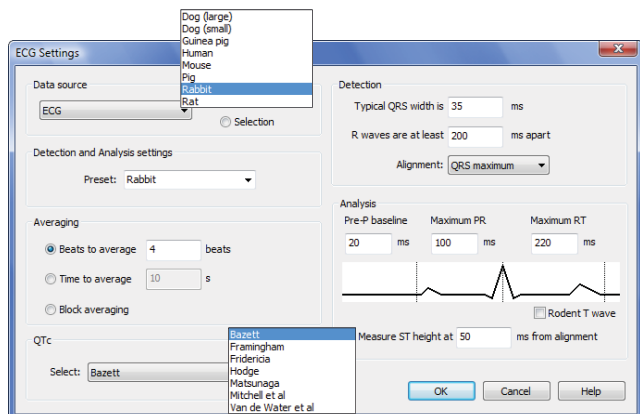 Dog (large)
Dog (small)
Guinea pig
Human
Mouse
Pig
Rabbit
Rat
ECG Settings
Data source
ECG
Selection
Detection and Analysis settings
Preset: Rabbit
Averaging
Beats to average 4 beats
Time to average 10 s
Block averaging
QTc
Select: Bazett
Bazett
Framingham
Fridericia
Hodge
Matsunaga
Mitchell et al
Van de Water et al
Detection
Typical QRS width is 35 ms
R waves are at least 200 ms apart
Alignment: QRS maximum
Analysis
Pre-P baseline Maximum PR Maximum RT
20 ms 100 ms 220 ms
Rodent T wave
Measure ST height at 50 ms from alignment
OK Cancel Help